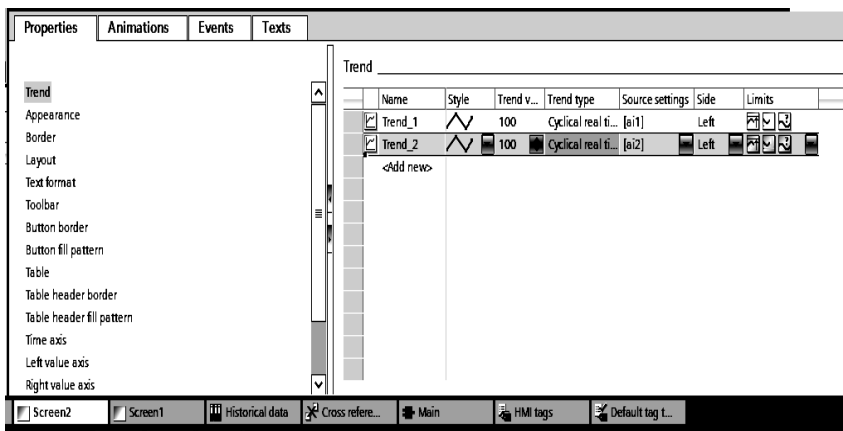 Properties Animations Events Texts
Trend
Trend
Appearance
Border
Layout
Text format
Toolbar
Button border
Button fill pattern
Table
Table header border
Table header fill pattern
Time axis
Left value axis
Right value axis
Name Style Trend v... Trend type Source settings Side Limits
Trend_1 100 Cyclical real ti... [ai1] Left
Trend_2 100 Cyclical real ti... [ai2] Left
<Add new>
Screen2 Screen1 Historical data Cross refere... Main HMI tags Default tag t...